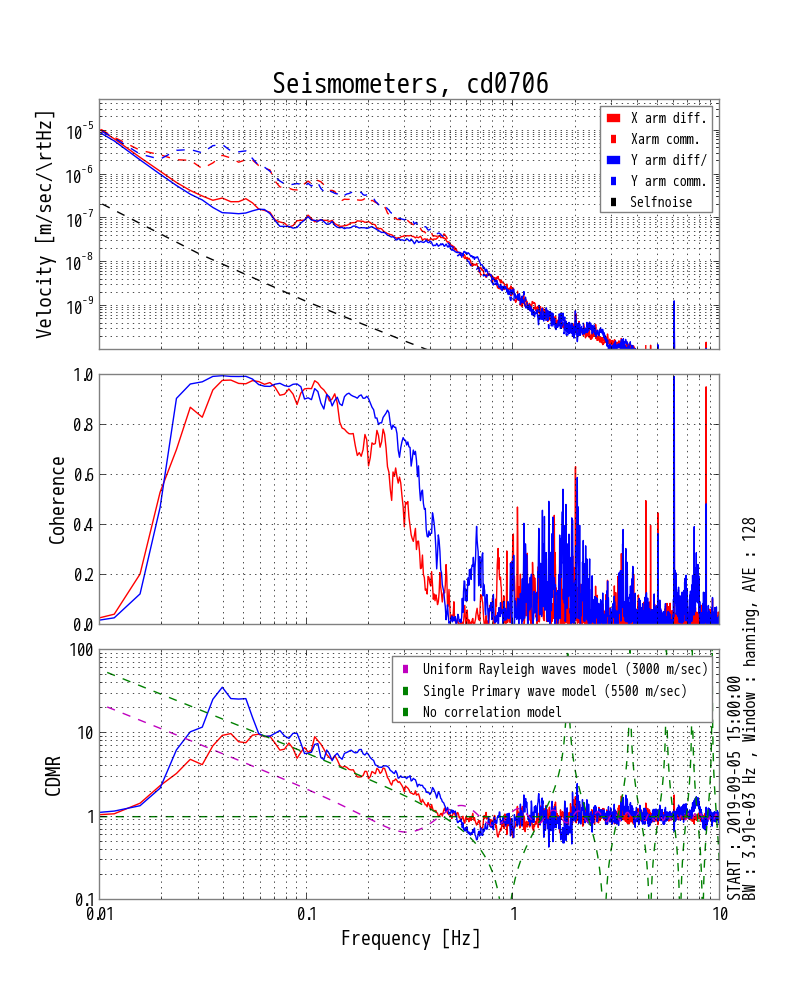 Seismometers, cd0706
Velocity [m/sec/\rtHz]
10^-5
10^-6
10^-7
10^-8
10^-9
X arm diff.
Xarm comm.
Y arm diff/
Y arm comm.
Selfnoise
Coherence
1.0
0.8
0.6
0.4
0.2
0.0
CDMR
100
10
1
0.1
Uniform Rayleigh waves model (3000 m/sec)
Single Primary wave model (5500 m/sec)
No correlation model
0.01
0.1
1
10
Frequency [Hz]
START : 2019-09-05 15:00:00
BW : 3.91e-03 Hz , Window : hanning, AVE : 128